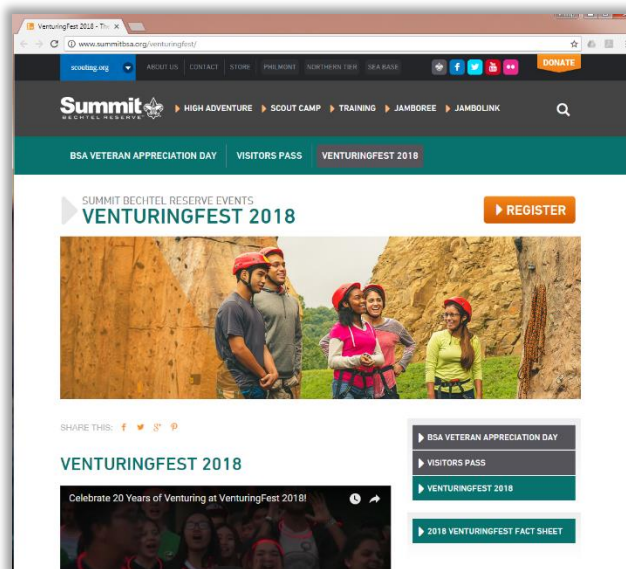 VenturingFest 2018 - The
www.summitbsa.org/venturingfest/
scouting.org ABOUT US CONTACT STORE PHILMONT NORTHERN TIER SEA BASE DONATE
Summit HIGH ADVENTURE SCOUT CAMP TRAINING JAMBOREE JAMBOLINK
BECHTEL RESERVE
BSA VETERAN APPRECIATION DAY VISITORS PASS VENTURINGFEST 2018
SUMMIT BECHTEL RESERVE EVENTS
VENTURINGFEST 2018
REGISTER
SHARE THIS:
VENTURINGFEST 2018
Celebrate 20 Years of Venturing at VenturingFest 2018!
BSA VETERAN APPRECIATION DAY
VISITORS PASS
VENTURINGFEST 2018
2018 VENTURINGFEST FACT SHEET